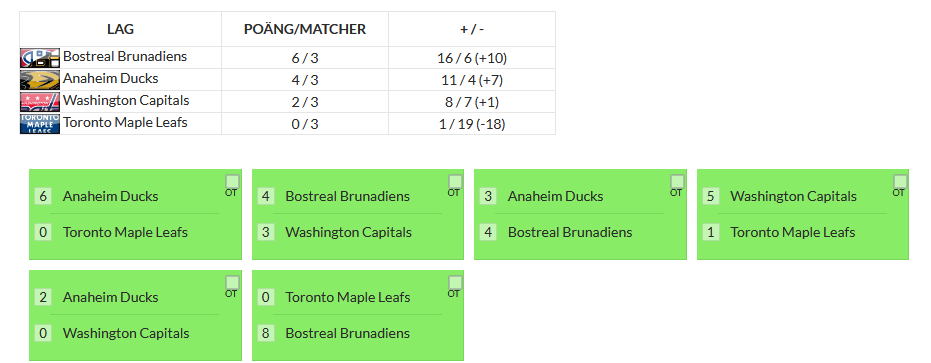 LAG POÄNG/MATCHER + / -
Bostreal Brunadiens 6 / 3 16 / 6 (+10)
Anaheim Ducks 4 / 3 11 / 4 (+7)
WASHINGTON Washington Capitals 2 / 3 8 / 7 (+1)
TORONTO MAPLE LEAFS Toronto Maple Leafs 0 / 3 1 / 19 (-18)
6 Anaheim Ducks OT
0 Toronto Maple Leafs
4 Bostreal Brunadiens OT
3 Washington Capitals
3 Anaheim Ducks OT
4 Bostreal Brunadiens
5 Washington Capitals OT
1 Toronto Maple Leafs
2 Anaheim Ducks OT
0 Washington Capitals
0 Toronto Maple Leafs OT
8 Bostreal Brunadiens